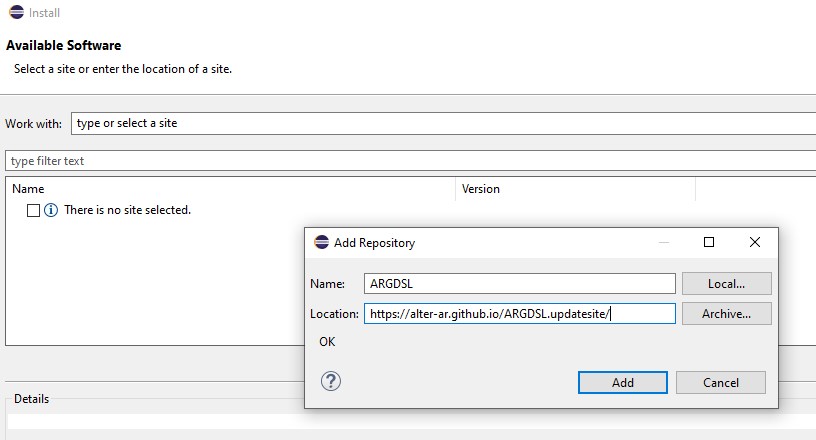 Install
Available Software
Select a site or enter the location of a site.
Work with: type or select a site
type filter text
Name Version
There is no site selected.
Add Repository
Name: ARGDSL Local...
Location: https://alter-ar.github.io/ARGDSL.updatesite/ Archive...
OK
? Add Cancel
Details